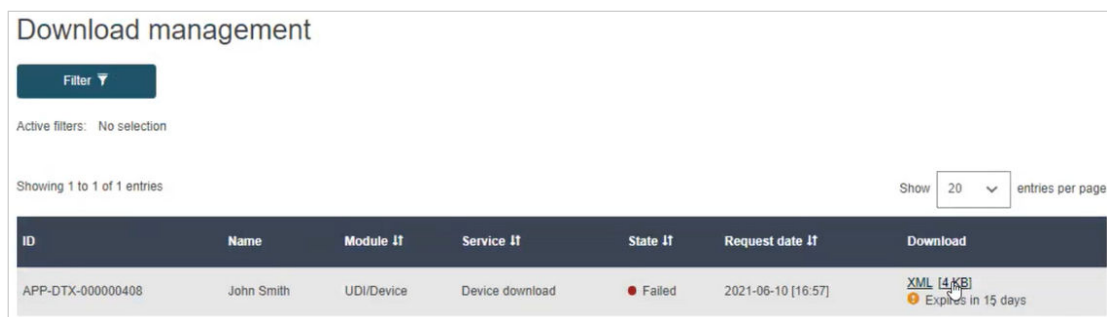 Download management
Filter
Active filters: No selection
Showing 1 to 1 of 1 entries
Show 20 entries per page
ID Name Module Service State Request date Download
APP-DTX-000000408 John Smith UDI/Device Device download Failed 2021-06-10 [16:57] XML [4 KB]
Expires in 15 days